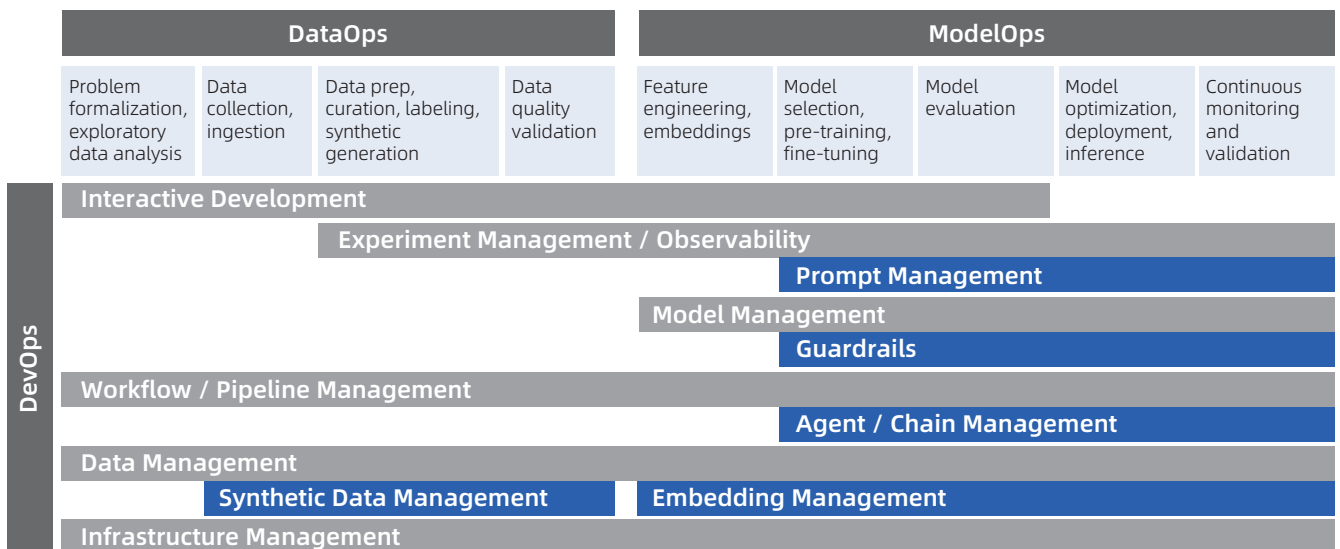 DataOps
ModelOps
Problem
formalization,
exploratory
data analysis
Data
collection,
ingestion
Data prep,
curation, labeling,
synthetic
generation
Data
quality
validation
Feature
engineering,
embeddings
Model
selection,
pre-training,
fine-tuning
Model
evaluation
Model
optimization,
deployment,
inference
Continuous
monitoring
and
validation
DevOps
Interactive Development
Experiment Management / Observability
Prompt Management
Model Management
Guardrails
Workflow / Pipeline Management
Agent / Chain Management
Data Management
Synthetic Data Management
Embedding Management
Infrastructure Management